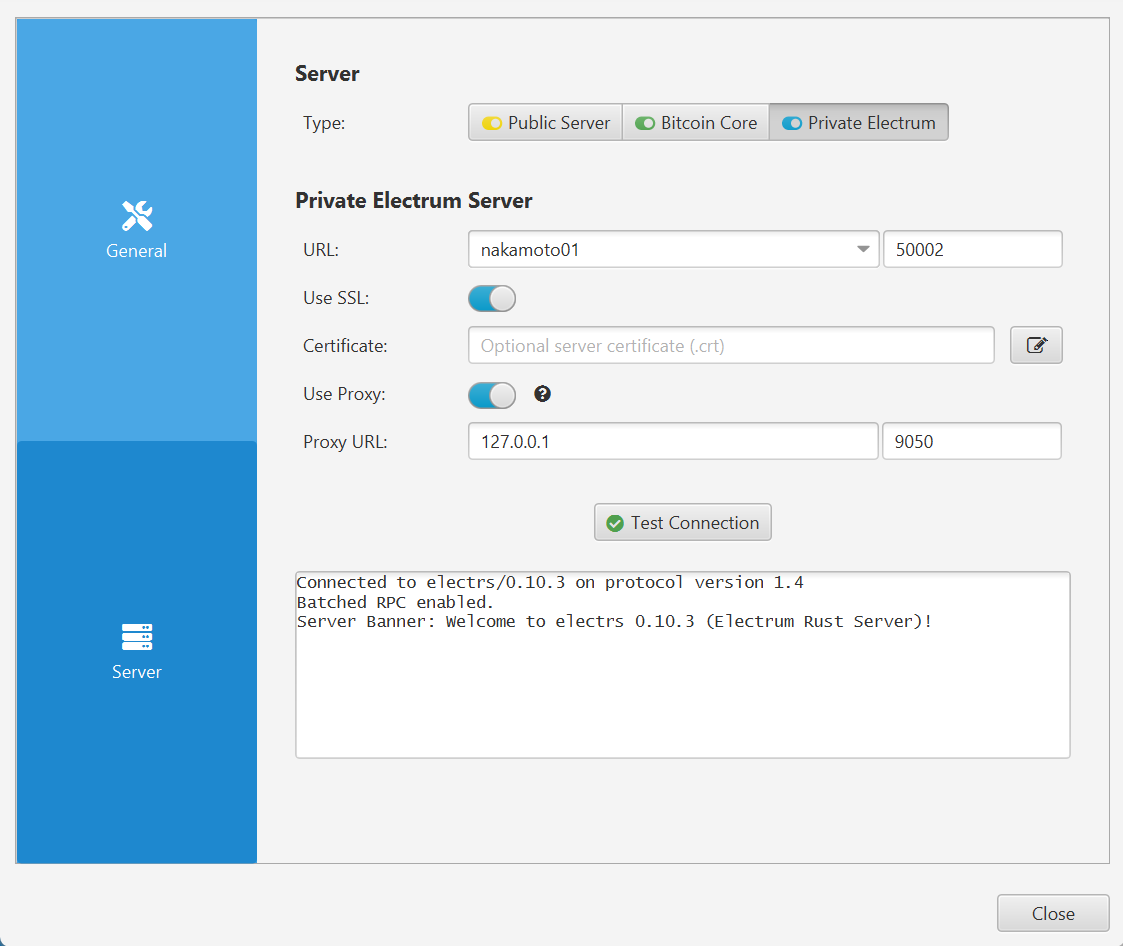 General
Server
Server
Type:
Public Server
Bitcoin Core
Private Electrum
Private Electrum Server
URL:
nakamoto01
50002
Use SSL:
Certificate:
Optional server certificate (.crt)
Use Proxy:
Proxy URL:
127.0.0.1
9050
Test Connection
Connected to electrs/0.10.3 on protocol version 1.4
Batched RPC enabled.
Server Banner: Welcome to electrs 0.10.3 (Electrum Rust Server)!
Close